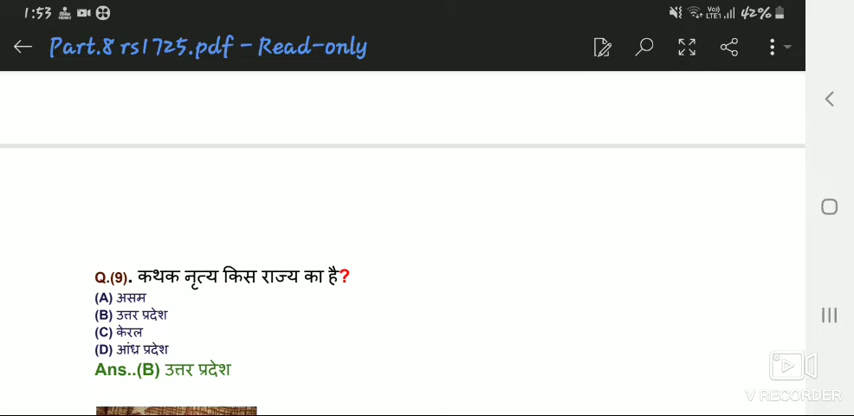 1:53
42%
Part.8 rs1725.pdf - Read-only
Q.(9). कथक नृत्य किस राज्य का है?
(A) असम
(B) उत्तर प्रदेश
(C) केरल
(D) आंध्र प्रदेश
Ans..(B) उत्तर प्रदेश
V RECORDER